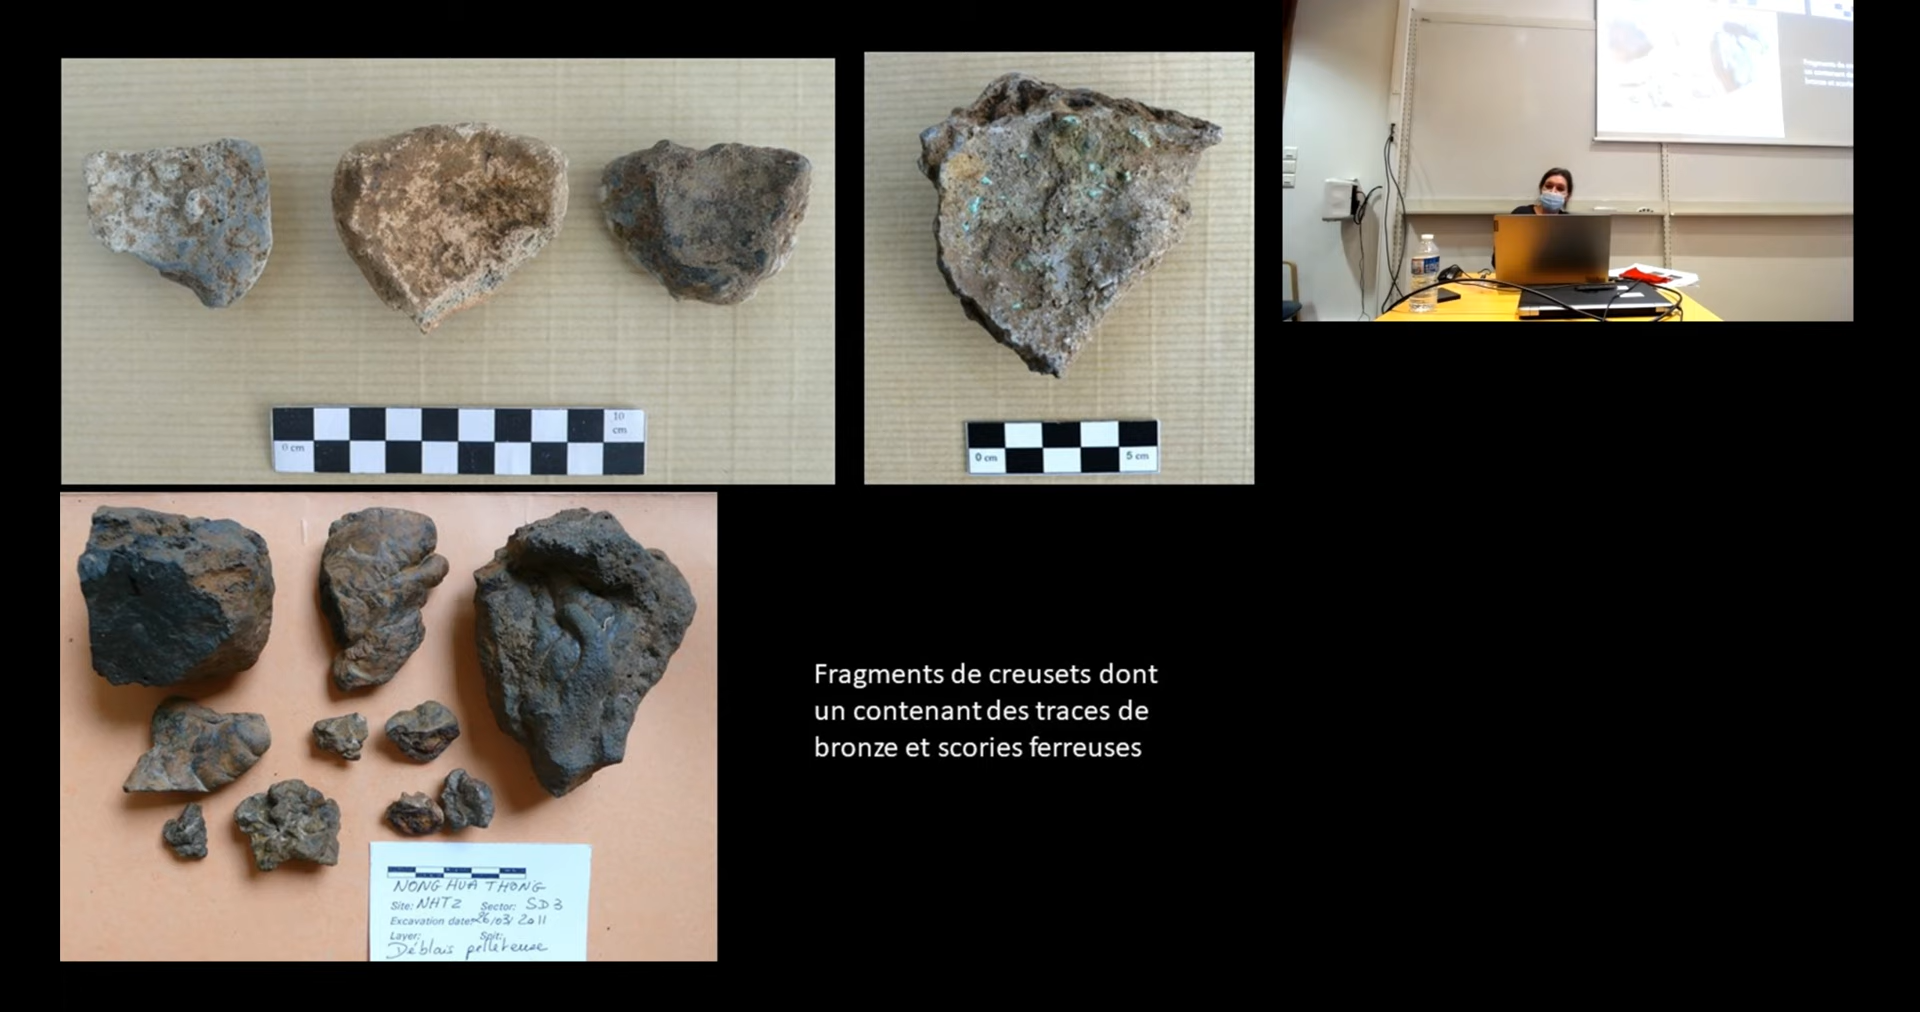 10
cm
0 cm
0 cm
5 cm
Fragments de creusets dont
un contenant des traces de
bronze et scories ferreuses
NONG HUA THONG
Site: NHT2 Sector: SD3
Excavation date: 26/03/2011
Layer: Spit:
Déblais pelleteuse